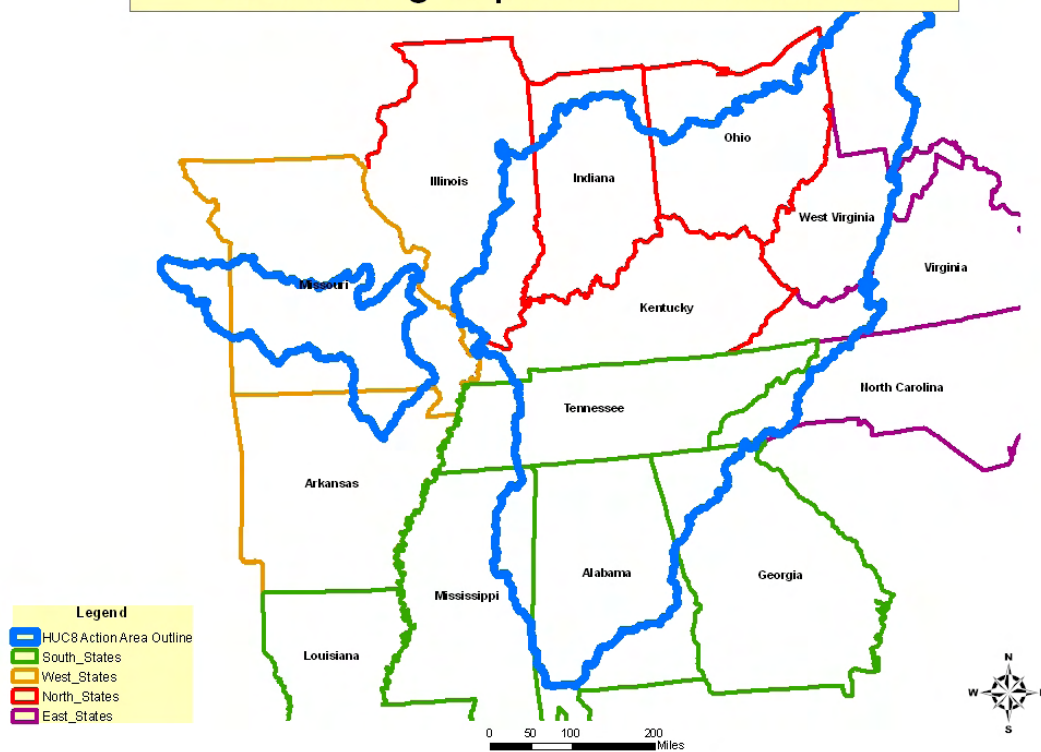 Ohio
Illinois
Indiana
West Virginia
Virginia
Missouri
Kentucky
North Carolina
Tennessee
Arkansas
Alabama
Georgia
Mississippi
Louisiana
Legend
HUC8 Action Area Outline
South_States
West_States
North_States
East_States
N
W
S
0 50 100 200
Miles